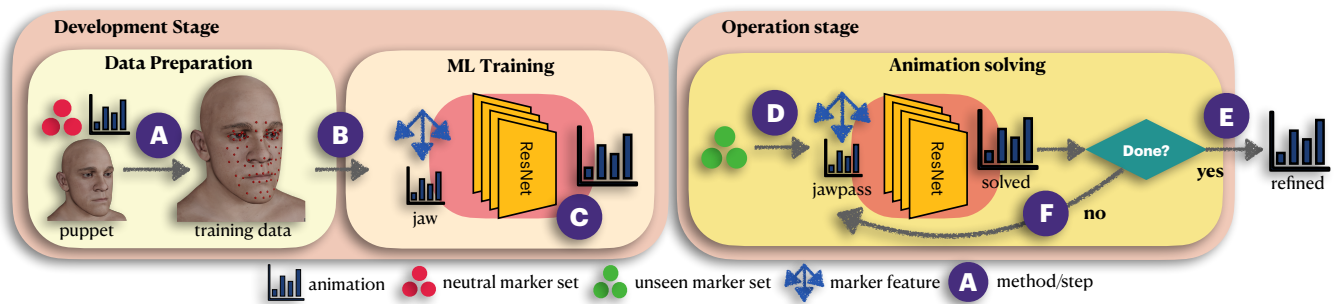 Development Stage
Data Preparation
A
puppet
training data
B
ML Training
ResNet
C
jaw
Operation stage
Animation solving
D
ResNet
jawpass
solved
Done?
yes
no
E
F
refined
animation
neutral marker set
unseen marker set
marker feature
A
method/step